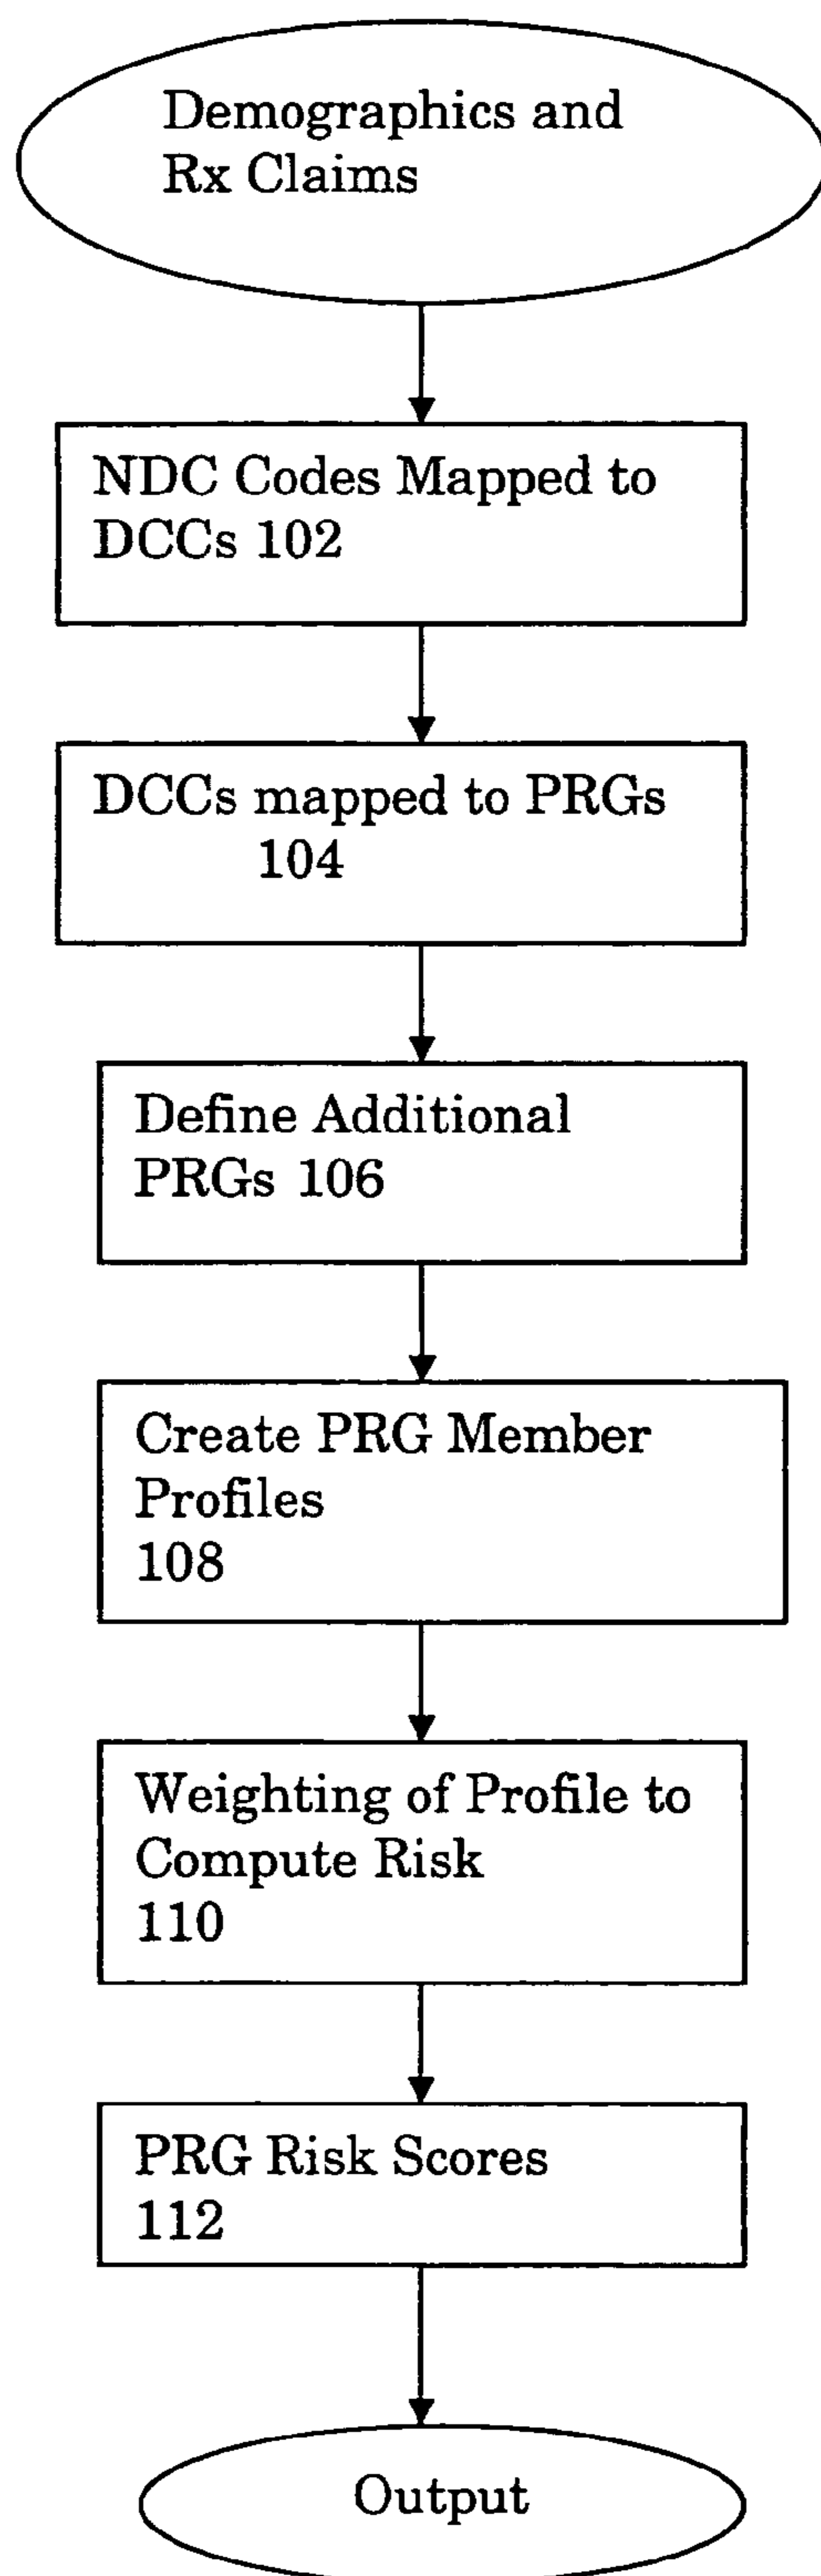 Demographics and
Rx Claims
NDC Codes Mapped to
DCCs 102
DCCs mapped to PRGs
104
Define Additional
PRGs 106
Create PRG Member
Profiles
108
Weighting of Profile to
Compute Risk
110
PRG Risk Scores
112
Output